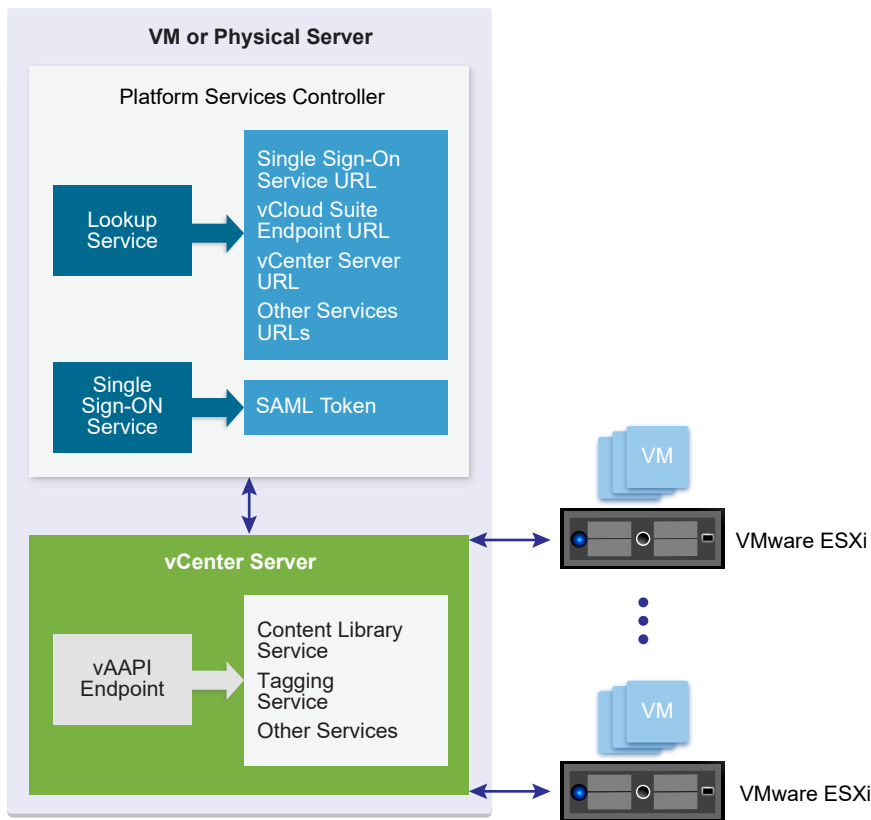 VM or Physical Server
Platform Services Controller
Lookup
Service
Single Sign-On
Service URL
vCloud Suite
Endpoint URL
vCenter Server
URL
Other Services
URLs
Single
Sign-ON
Service
SAML Token
VM
VMware ESXi
vCenter Server
vAAPI
Endpoint
Content Library
Service
Tagging
Service
Other Services
VM
VMware ESXi